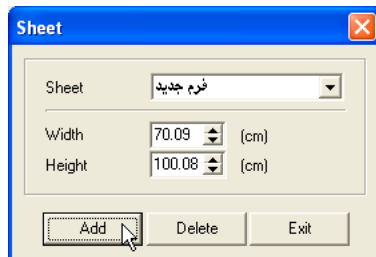 Sheet
Sheet فرم جدید
Width 70.09 (cm)
Height 100.08 (cm)
Add Delete Exit